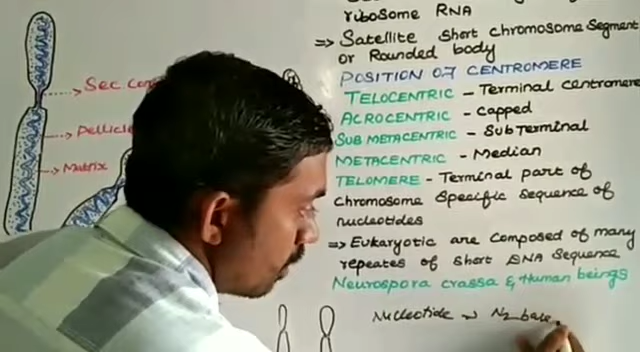 ribosome RNA
=> Satellite short chromosome Segment
or Rounded body
POSITION OF CENTROMERE
TELOCENTRIC - Terminal centromere
ACROCENTRIC - Capped
SUB METACENTRIC - Sub Terminal
METACENTRIC - Median
TELOMERE - Terminal part of
chromosome Specific Sequence of
nucleotides
=> Eukaryotic are composed of many
repeates of short DNA Sequence
Neurospora crassa & Human beings
Nucleotide → N2 base
Sec
Pellicle
Matrix